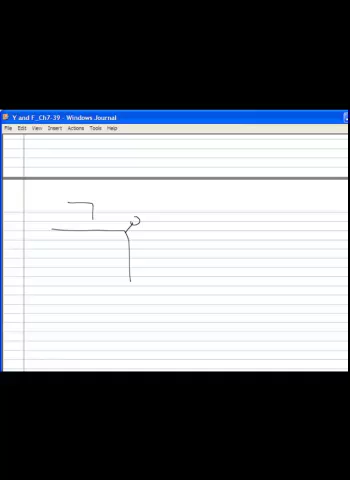 Y and F_Ch7-39 - Windows Journal
File Edit View Insert Actions Tools Help